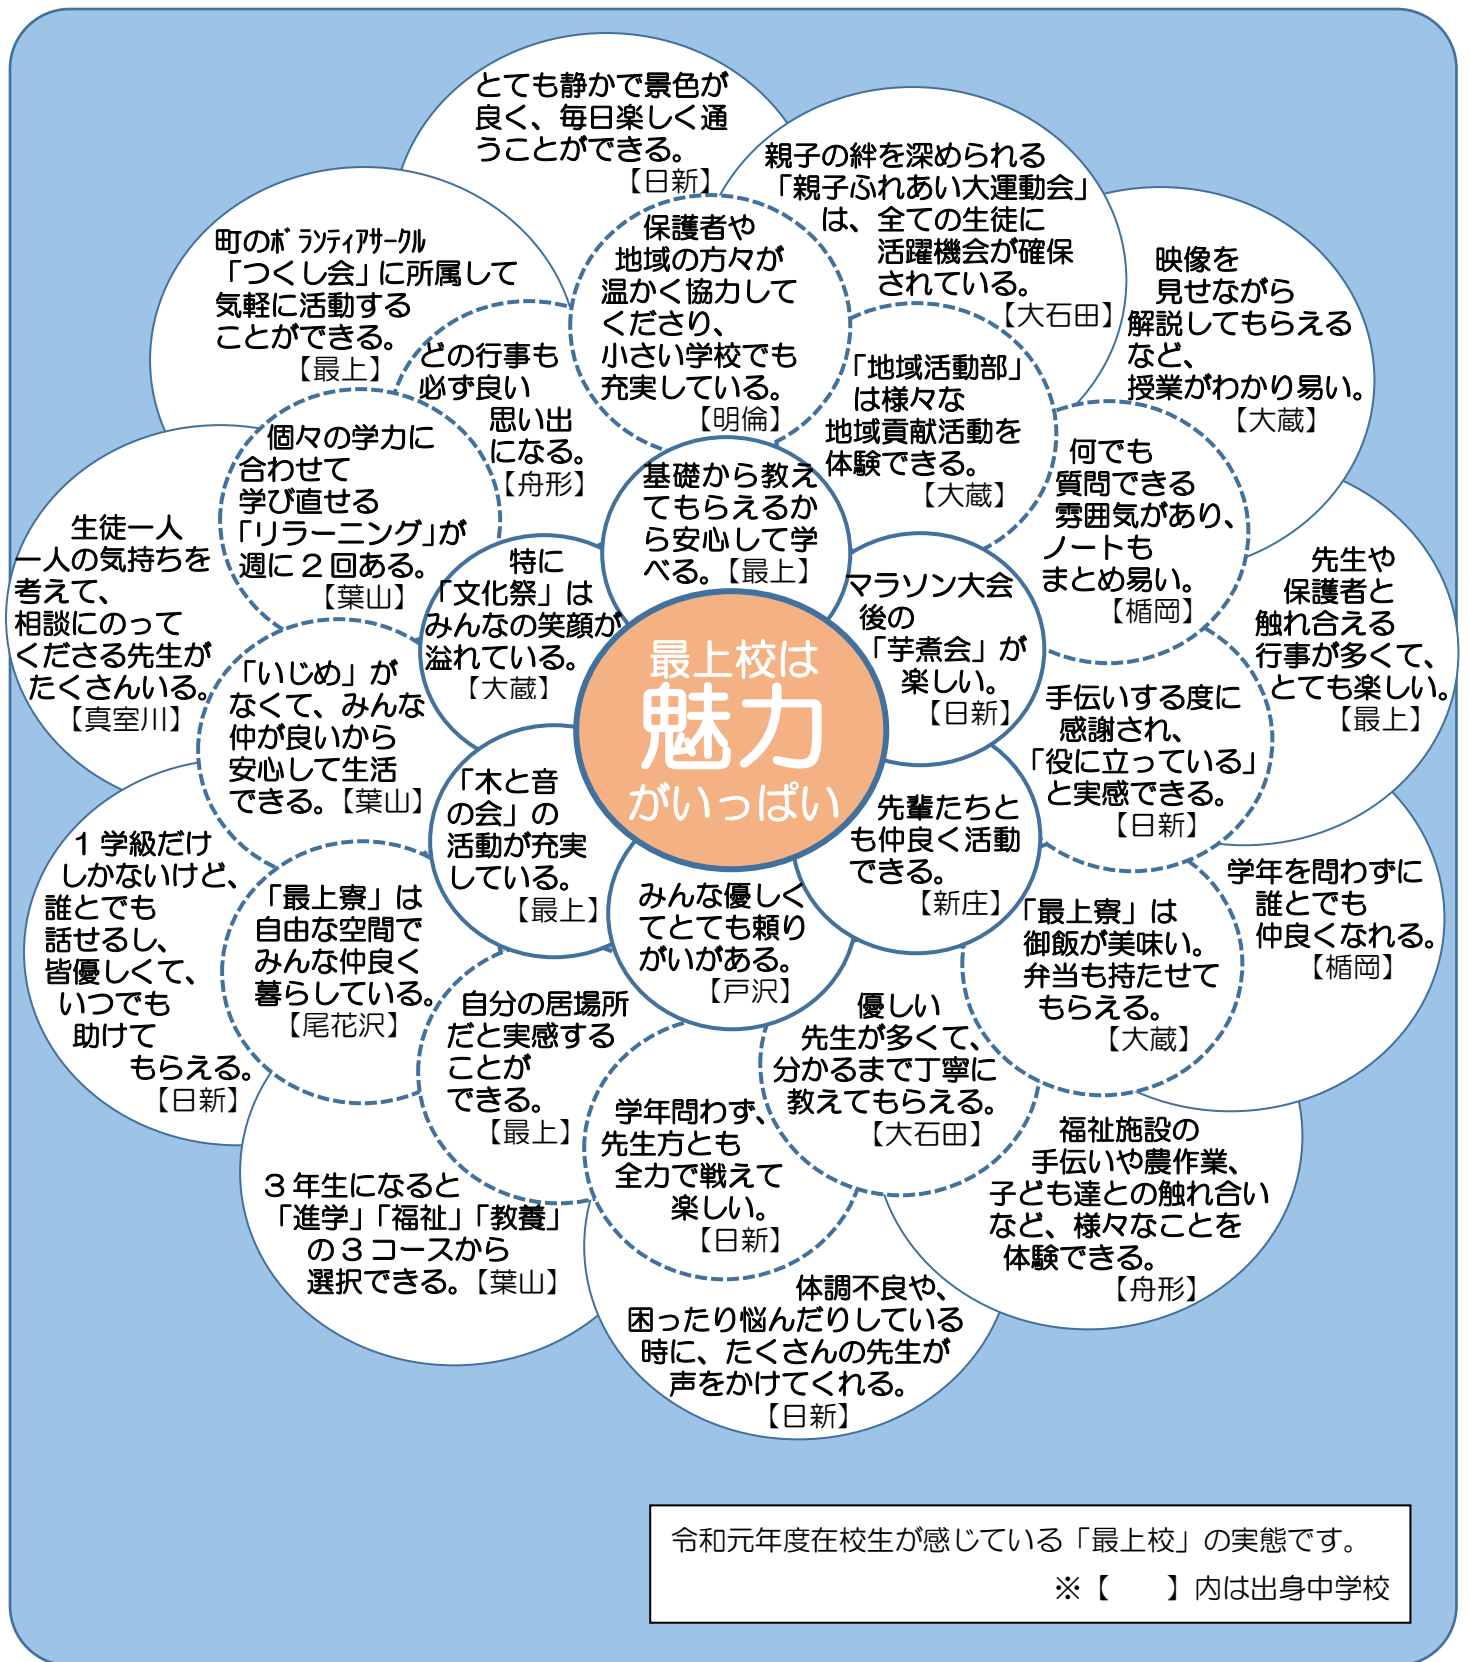 とても静かで景色が
良く、毎日楽しく通
うことができる。
【日新】
親子の絆を深められる
「親子ふれあい大運動会」
は、全ての生徒に
活躍機会が確保
されている。
【大石田】
町のﾎﾞﾗﾝﾃｨｱｻｰｸﾙ
「つくし会」に所属して
気軽に活動する
ことができる。
【最上】
保護者や
地域の方々が
温かく協力して
くださり、
小さい学校でも
充実している。
【明倫】
映像を
見せながら
解説してもらえる
など、
授業がわかり易い。
【大蔵】
どの行事も
必ず良い
思い出
になる。
【舟形】
「地域活動部」
は様々な
地域貢献活動を
体験できる。
【大蔵】
個々の学力に
合わせて
学び直せる
「リラーニング」が
週に2回ある。
【葉山】
基礎から教え
てもらえるか
ら安心して学
べる。【最上】
何でも
質問できる
雰囲気があり、
ノートも
まとめ易い。
【楯岡】
生徒一人
一人の気持ちを
考えて、
相談にのって
くださる先生が
たくさんいる。
【真室川】
特に
「文化祭」は
みんなの笑顔が
溢れている。
【大蔵】
マラソン大会
後の
「芋煮会」が
楽しい。
【日新】
先生や
保護者と
触れ合える
行事が多くて、
とても楽しい。
【最上】
最上校は
魅力
がいっぱい
「いじめ」が
なくて、みんな
仲が良いから
安心して生活
できる。【葉山】
手伝いする度に
感謝され、
「役に立っている」
と実感できる。
【日新】
「木と音
の会」の
活動が充実
している。
【最上】
先輩たちと
も仲良く活動
できる。
【新庄】
1学級だけ
しかないけど、
誰とでも
話せるし、
皆優しくて、
いつでも
助けて
もらえる。
【日新】
「最上寮」は
自由な空間で
みんな仲良く
暮らしている。
【尾花沢】
みんな優しく
てとても頼り
がいがある。
【戸沢】
「最上寮」は
御飯が美味い。
弁当も持たせて
もらえる。
【大蔵】
学年を問わずに
誰とでも
仲良くなれる。
【楯岡】
自分の居場所
だと実感する
ことが
できる。
【最上】
優しい
先生が多くて、
分かるまで丁寧に
教えてもらえる。
【大石田】
学年問わず、
先生方とも
全力で戦えて
楽しい。
【日新】
3年生になると
「進学」「福祉」「教養」
の3コースから
選択できる。【葉山】
福祉施設の
手伝いや農作業、
子ども達との触れ合い
など、様々なことを
体験できる。
【舟形】
体調不良や、
困ったり悩んだりしている
時に、たくさんの先生が
声をかけてくれる。
【日新】
令和元年度在校生が感じている「最上校」の実態です。
※【　　】内は出身中学校